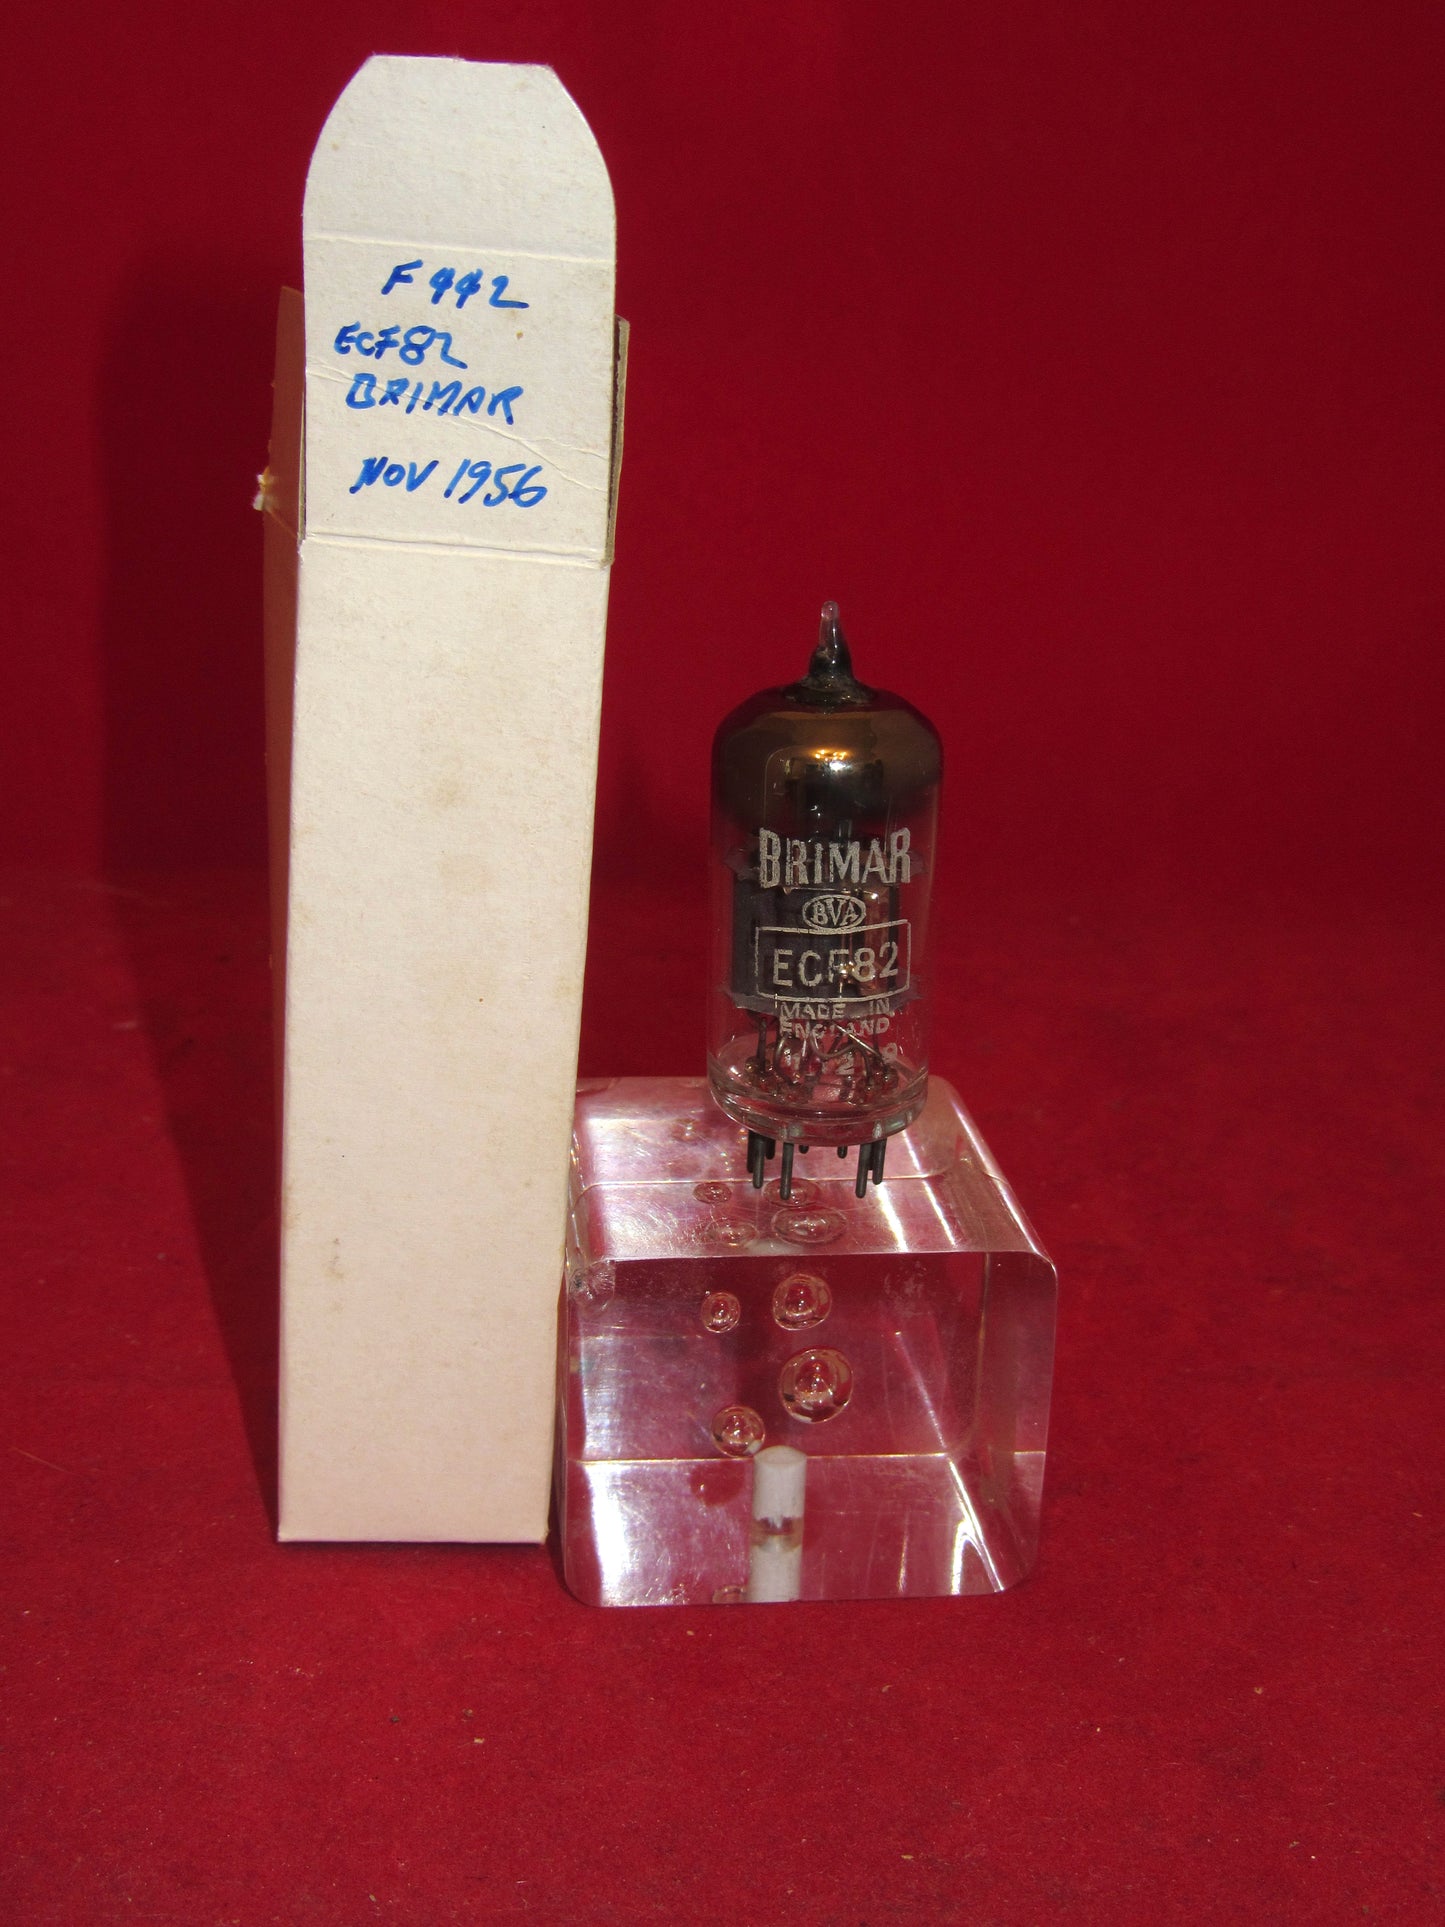 F442
ECF82
BRIMAR
NOV 1956
BRIMAR
BVA
ECF82
MADE IN
ENGLAND